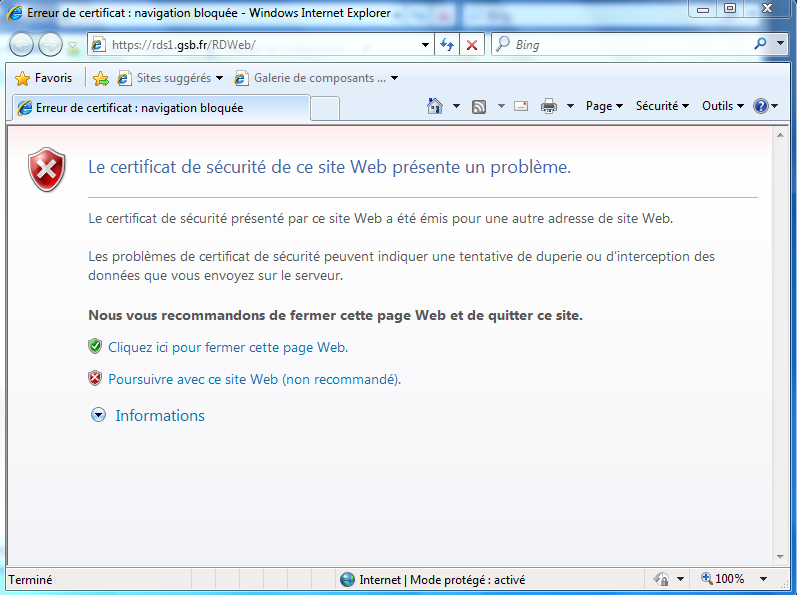 Erreur de certificat : navigation bloquée - Windows Internet Explorer
https://rds1.gsb.fr/RDWeb/
Bing
Favoris
Sites suggérés
Galerie de composants ...
Erreur de certificat : navigation bloquée
Page
Sécurité
Outils
Le certificat de sécurité de ce site Web présente un problème.
Le certificat de sécurité présenté par ce site Web a été émis pour une autre adresse de site Web.
Les problèmes de certificat de sécurité peuvent indiquer une tentative de duperie ou d'interception des
données que vous envoyez sur le serveur.
Nous vous recommandons de fermer cette page Web et de quitter ce site.
Cliquez ici pour fermer cette page Web.
Poursuivre avec ce site Web (non recommandé).
Informations
Terminé
Internet | Mode protégé : activé
100%